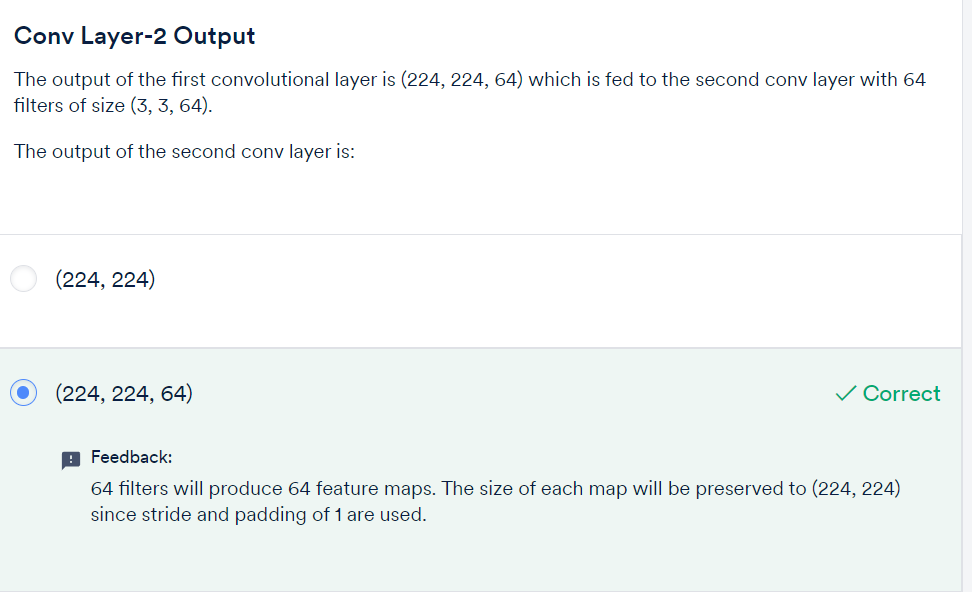 Conv Layer-2 Output
The output of the first convolutional layer is (224, 224, 64) which is fed to the second conv layer with 64
filters of size (3, 3, 64).
The output of the second conv layer is:
(224, 224)
(224, 224, 64)
Correct
Feedback:
64 filters will produce 64 feature maps. The size of each map will be preserved to (224, 224)
since stride and padding of 1 are used.